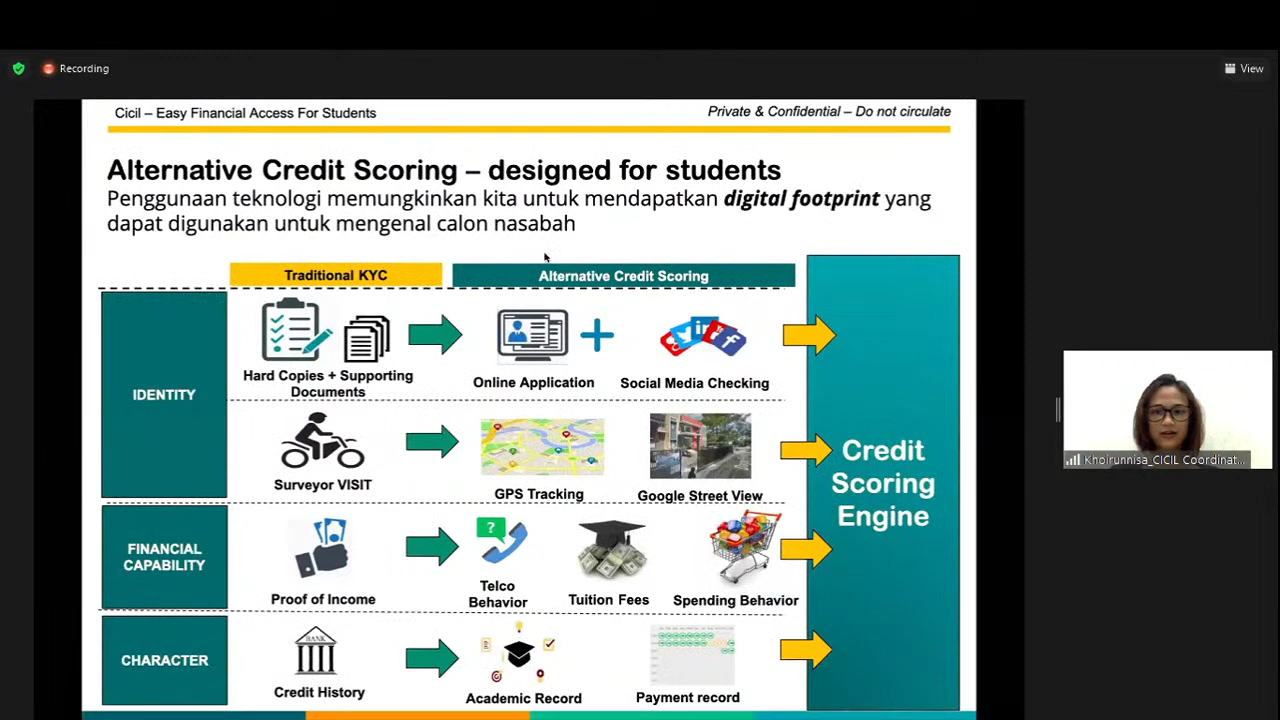 Recording
View
Cicil – Easy Financial Access For Students
Private & Confidential – Do not circulate
Alternative Credit Scoring – designed for students
Penggunaan teknologi memungkinkan kita untuk mendapatkan digital footprint yang
dapat digunakan untuk mengenal calon nasabah
Traditional KYC
Alternative Credit Scoring
IDENTITY
Hard Copies + Supporting
Documents
Online Application
Social Media Checking
Surveyor VISIT
GPS Tracking
Google Street View
FINANCIAL
CAPABILITY
Proof of Income
Telco
Behavior
Tuition Fees
Spending Behavior
CHARACTER
BANK
Credit History
Academic Record
Payment record
Credit
Scoring
Engine
Khoirunnisa_CICIL Coordinat...